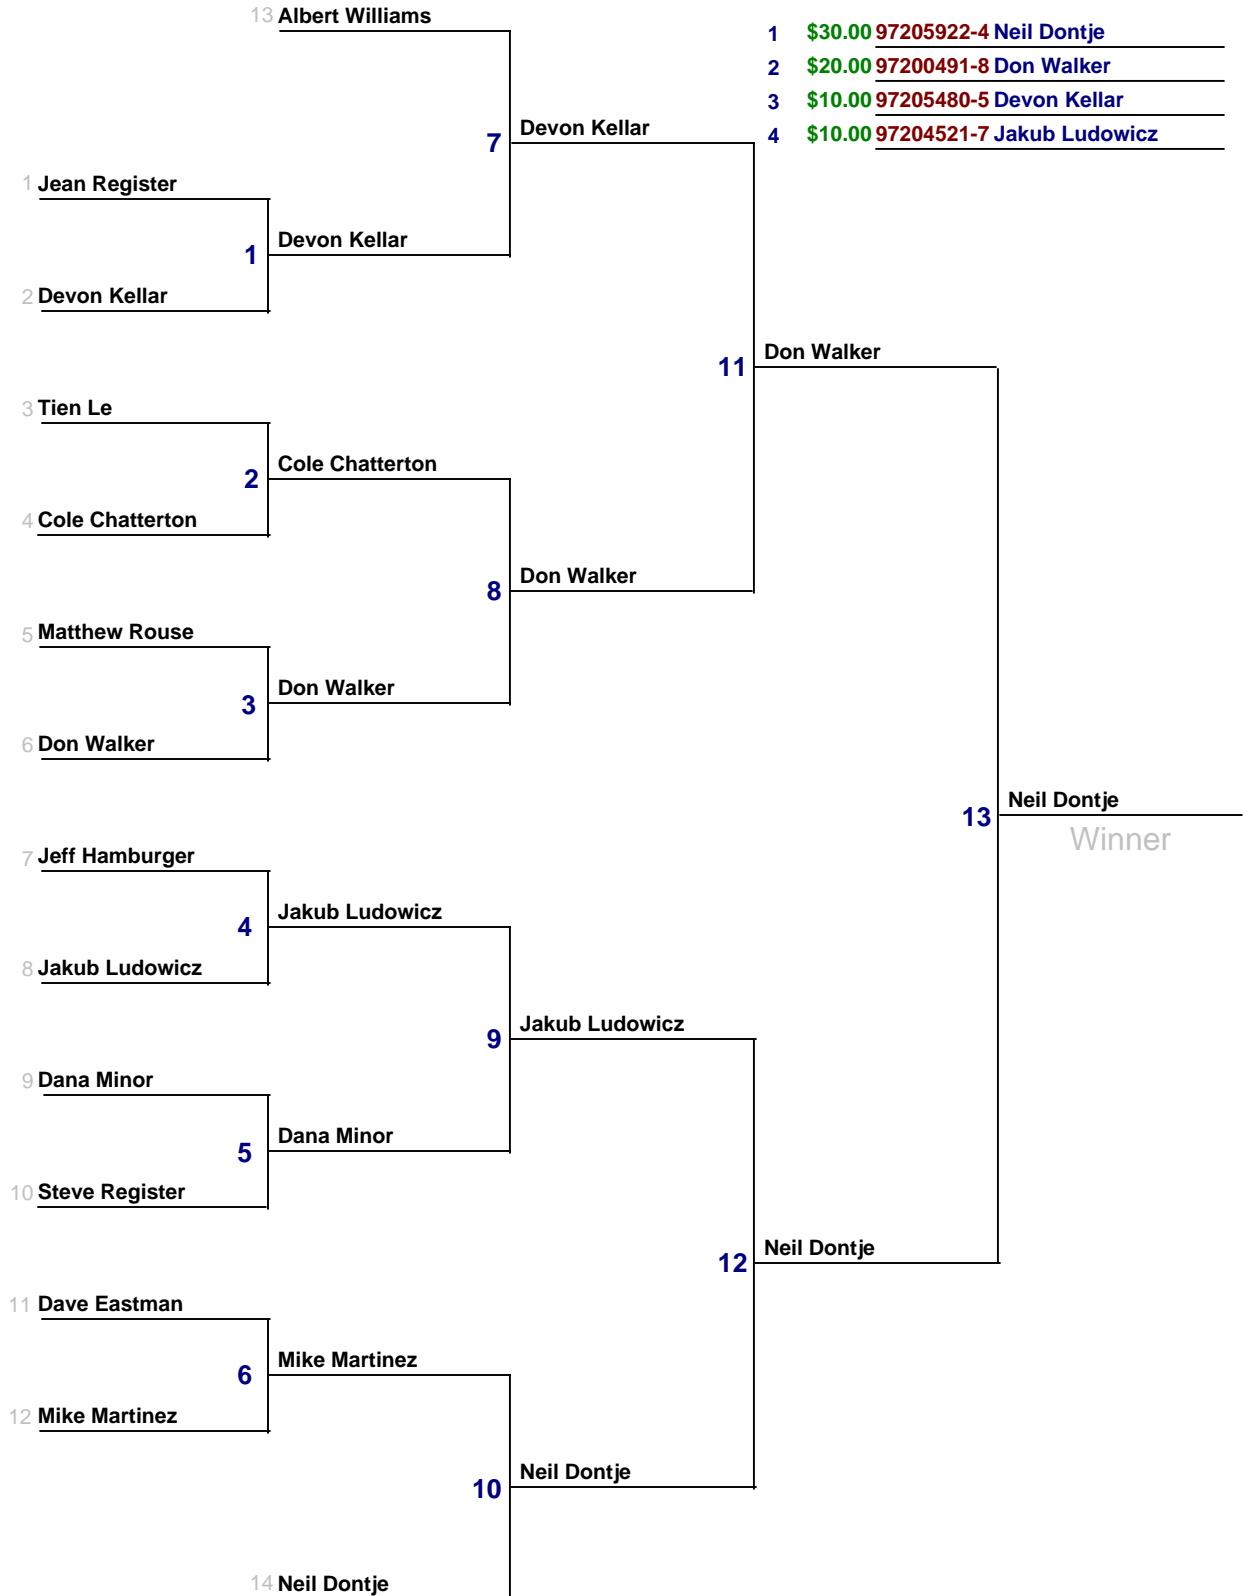 13 Albert Williams
1 $30.00 97205922-4 Neil Dontje
2 $20.00 97200491-8 Don Walker
3 $10.00 97205480-5 Devon Kellar
4 $10.00 97204521-7 Jakub Ludowicz
7 Devon Kellar
1 Jean Register
1 Devon Kellar
2 Devon Kellar
11 Don Walker
3 Tien Le
2 Cole Chatterton
4 Cole Chatterton
8 Don Walker
5 Matthew Rouse
3 Don Walker
6 Don Walker
13 Neil Dontje
Winner
7 Jeff Hamburger
4 Jakub Ludowicz
8 Jakub Ludowicz
9 Jakub Ludowicz
9 Dana Minor
5 Dana Minor
10 Steve Register
12 Neil Dontje
11 Dave Eastman
6 Mike Martinez
12 Mike Martinez
10 Neil Dontje
14 Neil Dontje